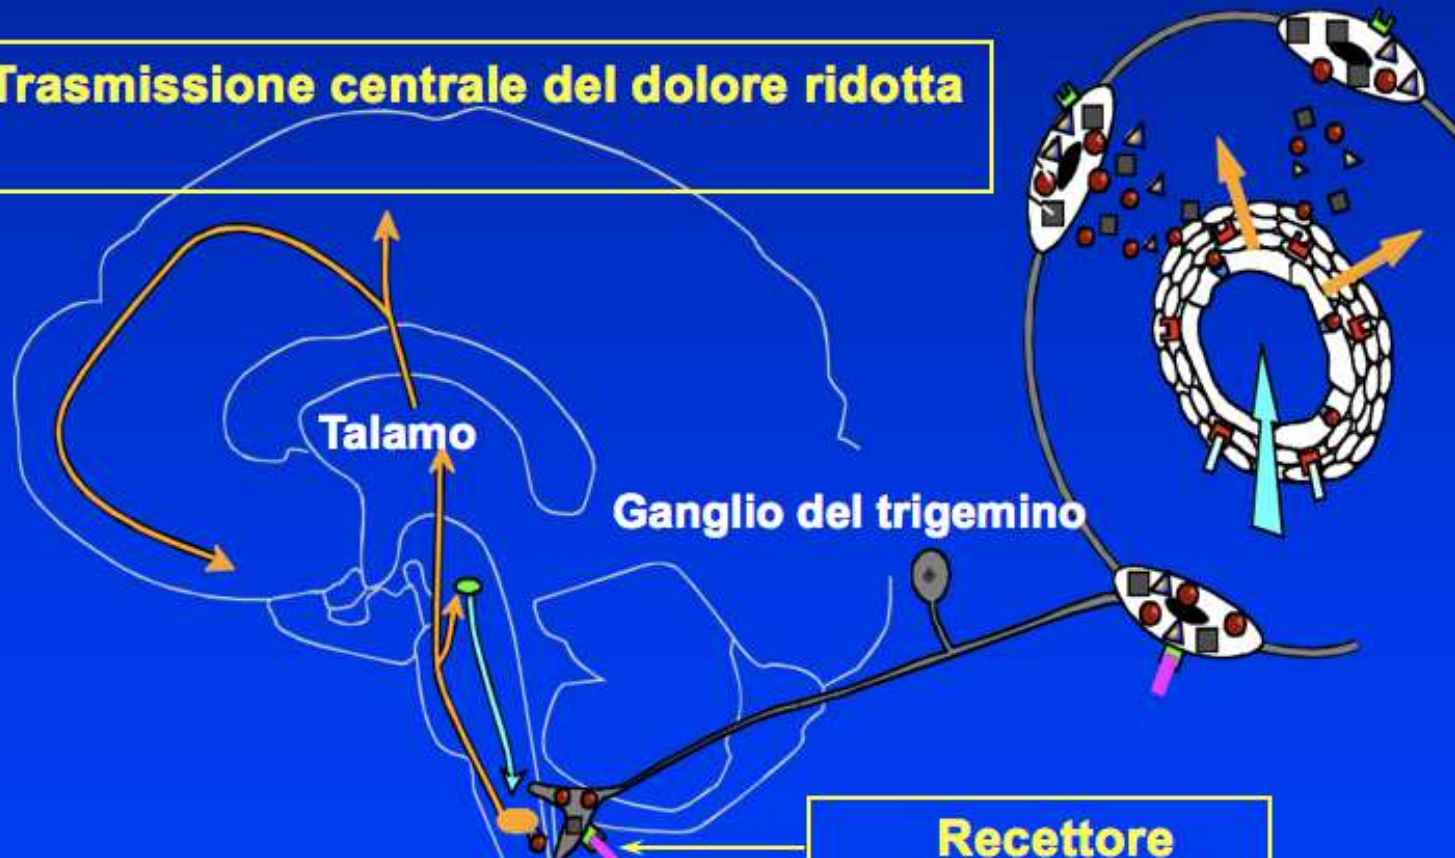 Trasmissione centrale del dolore ridotta
Talamo
Ganglio del trigemino
Recettore